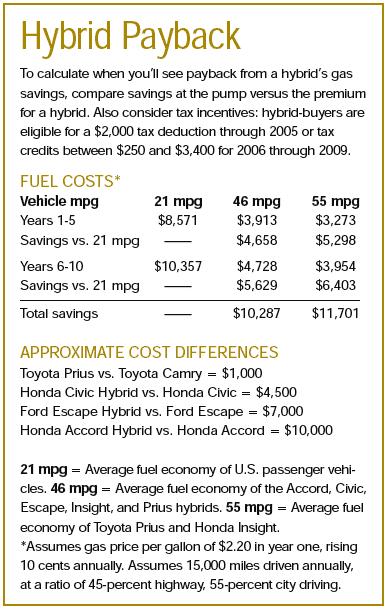 Hybrid Payback
To calculate when you'll see payback from a hybrid's gas
savings, compare savings at the pump versus the premium
for a hybrid. Also consider tax incentives: hybrid-buyers are
eligible for a $2,000 tax deduction through 2005 or tax
credits between $250 and $3,400 for 2006 through 2009.
FUEL COSTS*
Vehicle mpg 21 mpg 46 mpg 55 mpg
Years 1-5 $8,571 $3,913 $3,273
Savings vs. 21 mpg —— $4,658 $5,298
Years 6-10 $10,357 $4,728 $3,954
Savings vs. 21 mpg —— $5,629 $6,403
Total savings —— $10,287 $11,701
APPROXIMATE COST DIFFERENCES
Toyota Prius vs. Toyota Camry = $1,000
Honda Civic Hybrid vs. Honda Civic = $4,500
Ford Escape Hybrid vs. Ford Escape = $7,000
Honda Accord Hybrid vs. Honda Accord = $10,000
21 mpg = Average fuel economy of U.S. passenger vehi-
cles. 46 mpg = Average fuel economy of the Accord, Civic,
Escape, Insight, and Prius hybrids. 55 mpg = Average fuel
economy of Toyota Prius and Honda Insight.
*Assumes gas price per gallon of $2.20 in year one, rising
10 cents annually. Assumes 15,000 miles driven annually,
at a ratio of 45-percent highway, 55-percent city driving.